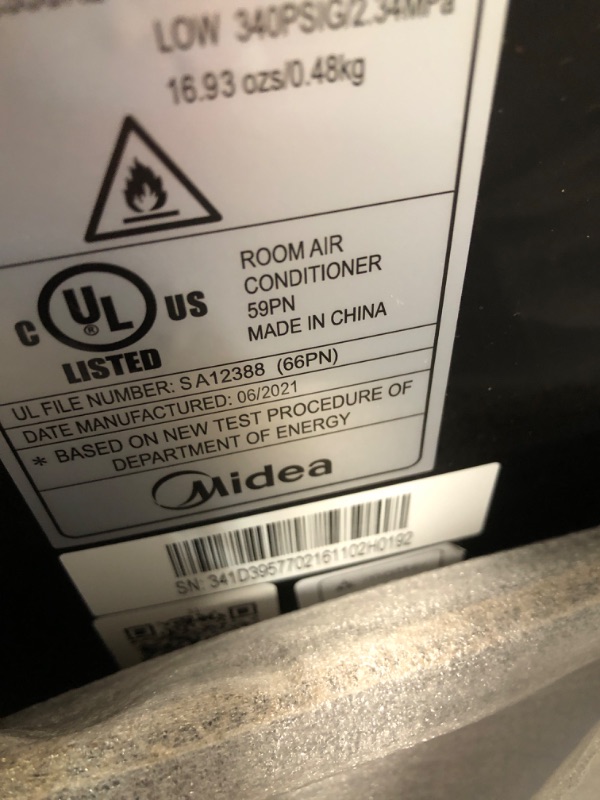 LOW 340PSIG/2.34MPa
16.93 ozs/0.48kg
C UL US
®
LISTED
ROOM AIR
CONDITIONER
59PN
MADE IN CHINA
UL FILE NUMBER: SA12388 (66PN)
DATE MANUFACTURED: 06/2021
* BASED ON NEW TEST PROCEDURE OF
DEPARTMENT OF ENERGY
Midea
SN: 341D3957702161102H0192